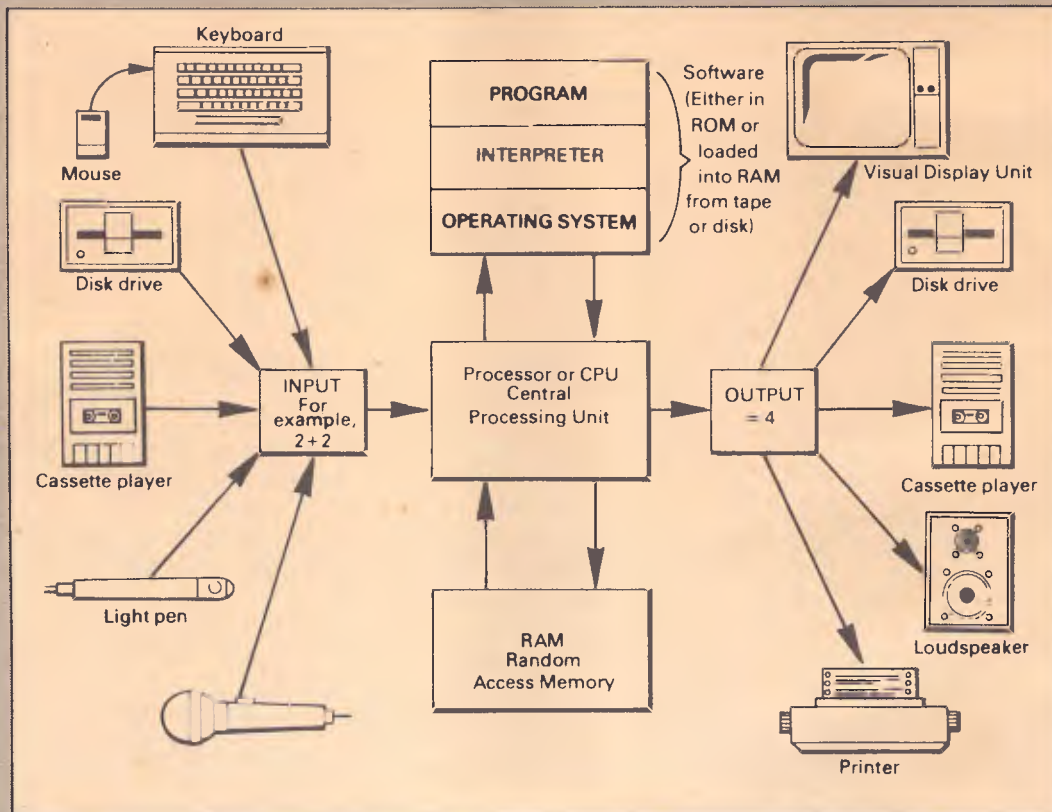 Keyboard
Mouse
Disk drive
Cassette player
Light pen
INPUT
For
example,
2 + 2
PROGRAM
INTERPRETER
OPERATING SYSTEM
Software
(Either in
ROM or
loaded
into RAM
from tape
or disk)
Processor or CPU
Central
Processing Unit
RAM
Random
Access Memory
OUTPUT
= 4
Visual Display Unit
Disk drive
Cassette player
Loudspeaker
Printer